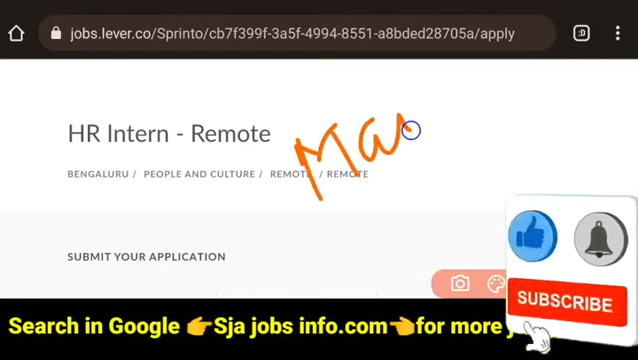 :D
jobs.lever.co/Sprinto/cb7f399f-3a5f-4994-8551-a8bded28705a/apply
HR Intern - Remote
BENGALURU / PEOPLE AND CULTURE / REMOTE / REMOTE
SUBMIT YOUR APPLICATION
SUBSCRIBE
Search in Google 👉Sja jobs info.com👈for more